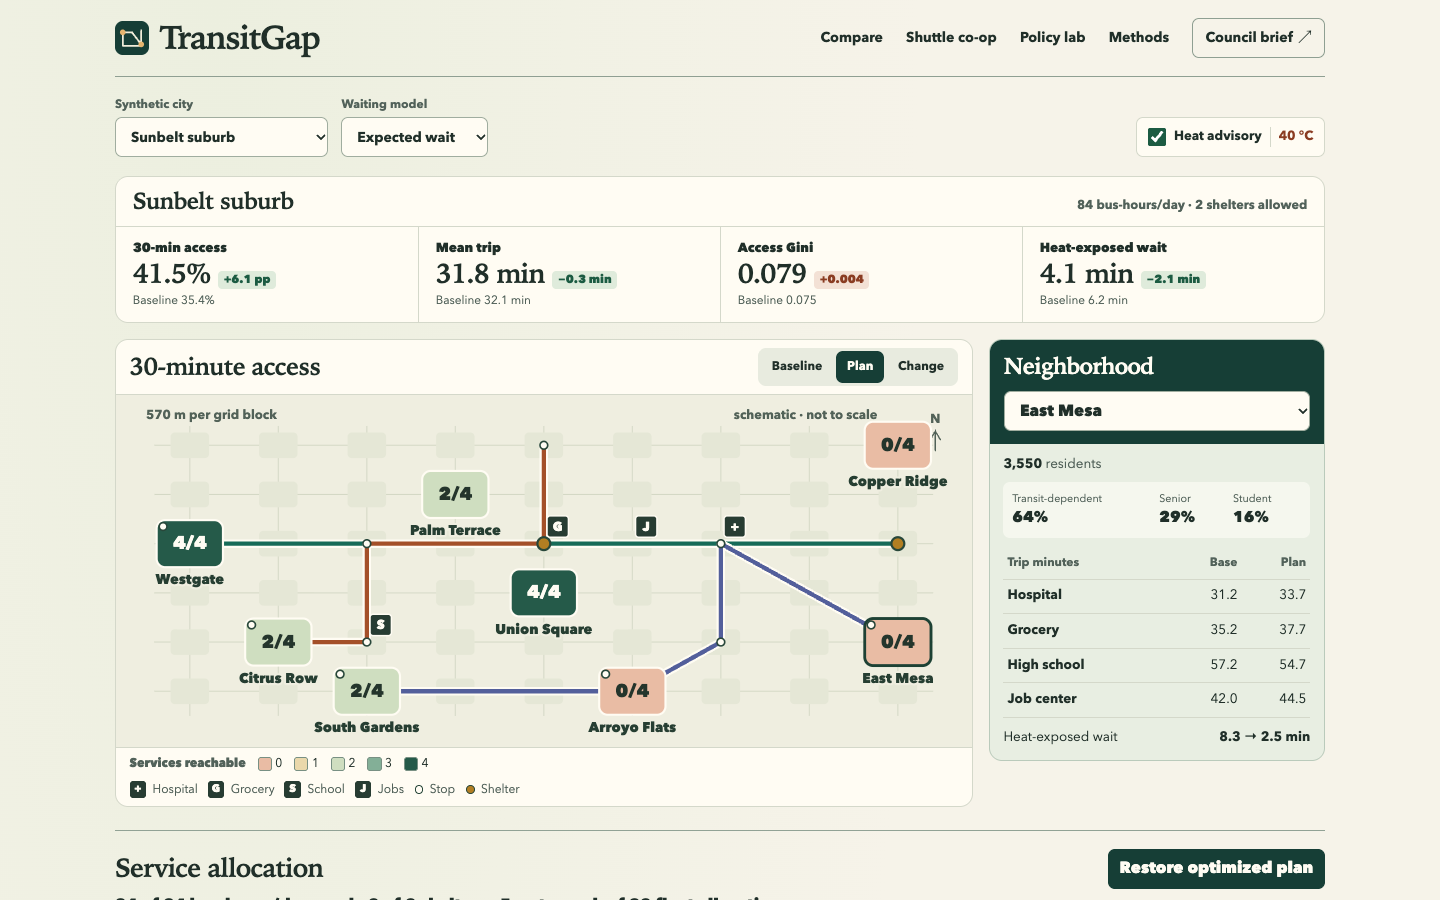 TransitGap
Compare
Shuttle co-op
Policy lab
Methods
Council brief ↗
Synthetic city
Waiting model
Sunbelt suburb
Expected wait
Heat advisory
40 °C
Sunbelt suburb
84 bus-hours/day · 2 shelters allowed
30-min access
41.5% +6.1 pp
Baseline 35.4%
Mean trip
31.8 min −0.3 min
Baseline 32.1 min
Access Gini
0.079 +0.004
Baseline 0.075
Heat-exposed wait
4.1 min −2.1 min
Baseline 6.2 min
30-minute access
Baseline
Plan
Change
570 m per grid block
schematic · not to scale
N
0/4
Copper Ridge
2/4
Palm Terrace
G
J
+
4/4
Westgate
4/4
Union Square
S
2/4
Citrus Row
0/4
East Mesa
2/4
South Gardens
0/4
Arroyo Flats
Services reachable 0 1 2 3 4
+ Hospital G Grocery S School J Jobs Stop Shelter
Neighborhood
East Mesa
3,550 residents
Transit-dependent
64%
Senior
29%
Student
16%
Trip minutes Base Plan
Hospital 31.2 33.7
Grocery 35.2 37.7
High school 57.2 54.7
Job center 42.0 44.5
Heat-exposed wait 8.3 → 2.5 min
Service allocation
Restore optimized plan